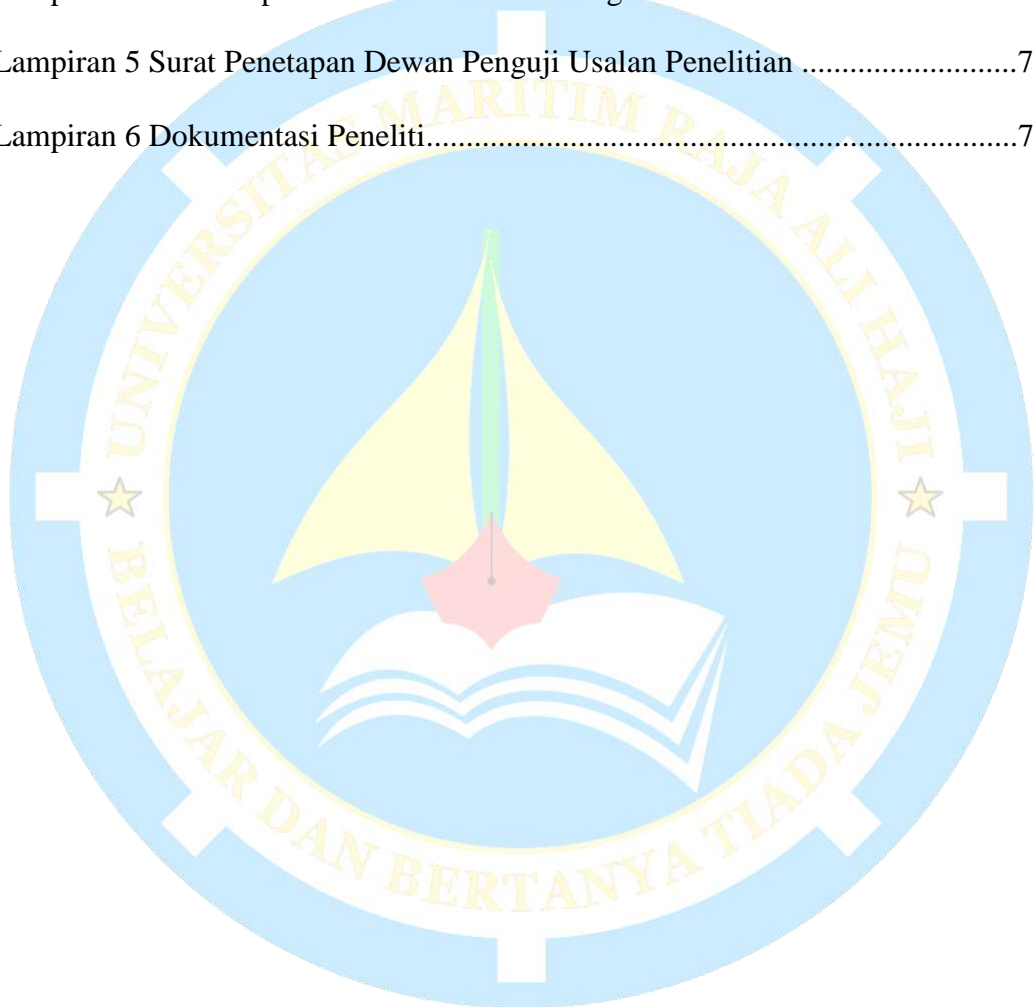 Lampiran 5 Surat Penetapan Dewan Penguji Usalan Penelitian ...........................7
Lampiran 6 Dokumentasi Peneliti..........................................................................7
UNIVERSITAS MARITIM RAJA ALI HAJI
BELAJAR DAN BERTANYA TIADA JEMU